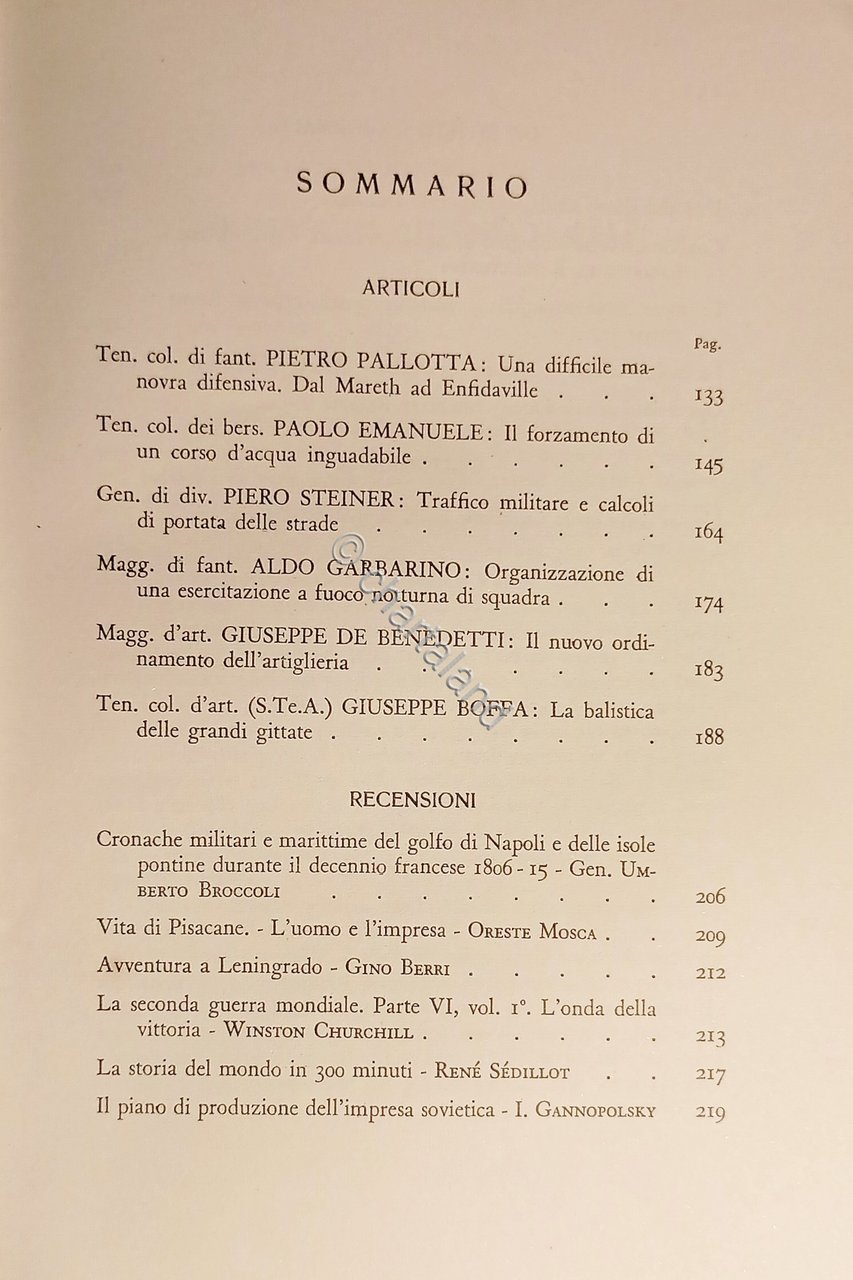 SOMMARIO
ARTICOLI
Pag.
Ten. col. di fant. PIETRO PALLOTTA: Una difficile ma-
novra difensiva. Dal Mareth ad Enfidaville . . . 133
Ten. col. dei bers. PAOLO EMANUELE: Il forzamento di
un corso d'acqua inguadabile . . . . . . 145
Gen. di div. PIERO STEINER: Traffico militare e calcoli
di portata delle strade . . . . . . . 164
Magg. di fant. ALDO GARBARINO: Organizzazione di
una esercitazione a fuoco notturna di squadra . . . 174
Magg. d'art. GIUSEPPE DE BENEDETTI: Il nuovo ordi-
namento dell'artiglieria . . . . . . . 183
Ten. col. d'art. (S.Te.A.) GIUSEPPE BOFFA: La balistica
delle grandi gittate . . . . . . . . 188
RECENSIONI
Cronache militari e marittime del golfo di Napoli e delle isole
pontine durante il decennio francese 1806-15 - Gen. UM-
BERTO BROCCOLI . . . . . . . . 206
Vita di Pisacane. - L'uomo e l'impresa - ORESTE MOSCA . . 209
Avventura a Leningrado - GINO BERRI . . . . . 212
La seconda guerra mondiale. Parte VI, vol. 1°. L'onda della
vittoria - WINSTON CHURCHILL . . . . . . 213
La storia del mondo in 300 minuti - RENÉ SÉDILLOT . . 217
Il piano di produzione dell'impresa sovietica - I. GANNOPOLSKY 219
© chartaland